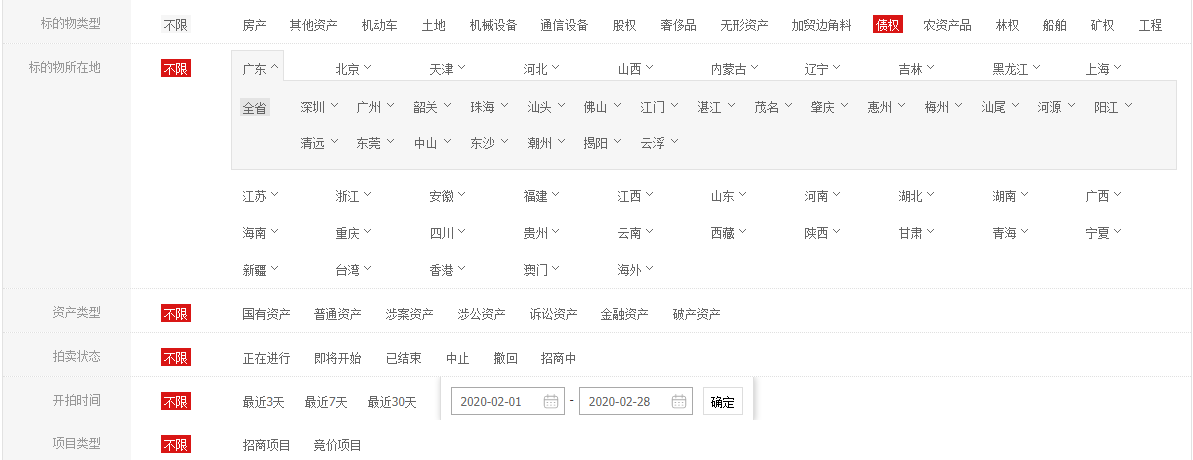 标的物类型 不限 房产 其他资产 机动车 土地 机械设备 通信设备 股权 奢侈品 无形资产 加贸边角料 债权 农资产品 林权 船舶 矿权 工程
标的物所在地 不限 广东 北京 天津 河北 山西 内蒙古 辽宁 吉林 黑龙江 上海
全省 深圳 广州 韶关 珠海 汕头 佛山 江门 湛江 茂名 肇庆 惠州 梅州 汕尾 河源 阳江
清远 东莞 中山 东沙 潮州 揭阳 云浮
江苏 浙江 安徽 福建 江西 山东 河南 湖北 湖南 广西
海南 重庆 四川 贵州 云南 西藏 陕西 甘肃 青海 宁夏
新疆 台湾 香港 澳门 海外
资产类型 不限 国有资产 普通资产 涉案资产 涉公资产 诉讼资产 金融资产 破产资产
拍卖状态 不限 正在进行 即将开始 已结束 中止 撤回 招商中
开拍时间 不限 最近3天 最近7天 最近30天 2020-02-01 - 2020-02-28 确定
项目类型 不限 招商项目 竞价项目